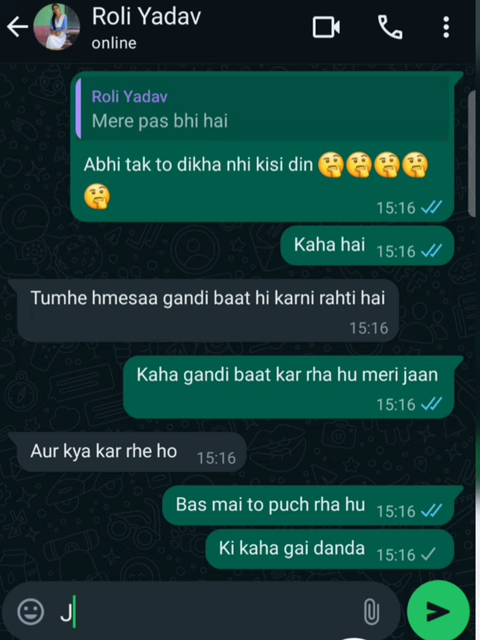 Roli Yadav
online
Roli Yadav
Mere pas bhi hai
Abhi tak to dikha nhi kisi din 🤔🤔🤔🤔
🤔
15:16
Kaha hai 15:16
Tumhe hmesaa gandi baat hi karni rahti hai
15:16
Kaha gandi baat kar rha hu meri jaan
15:16
Aur kya kar rhe ho 15:16
Bas mai to puch rha hu 15:16
Ki kaha gai danda 15:16
J